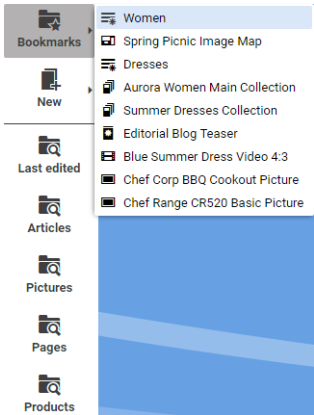 Bookmarks
New
Last edited
Articles
Pictures
Pages
Products
Women
Spring Picnic Image Map
Dresses
Aurora Women Main Collection
Summer Dresses Collection
Editorial Blog Teaser
Blue Summer Dress Video 4:3
Chef Corp BBQ Cookout Picture
Chef Range CR520 Basic Picture